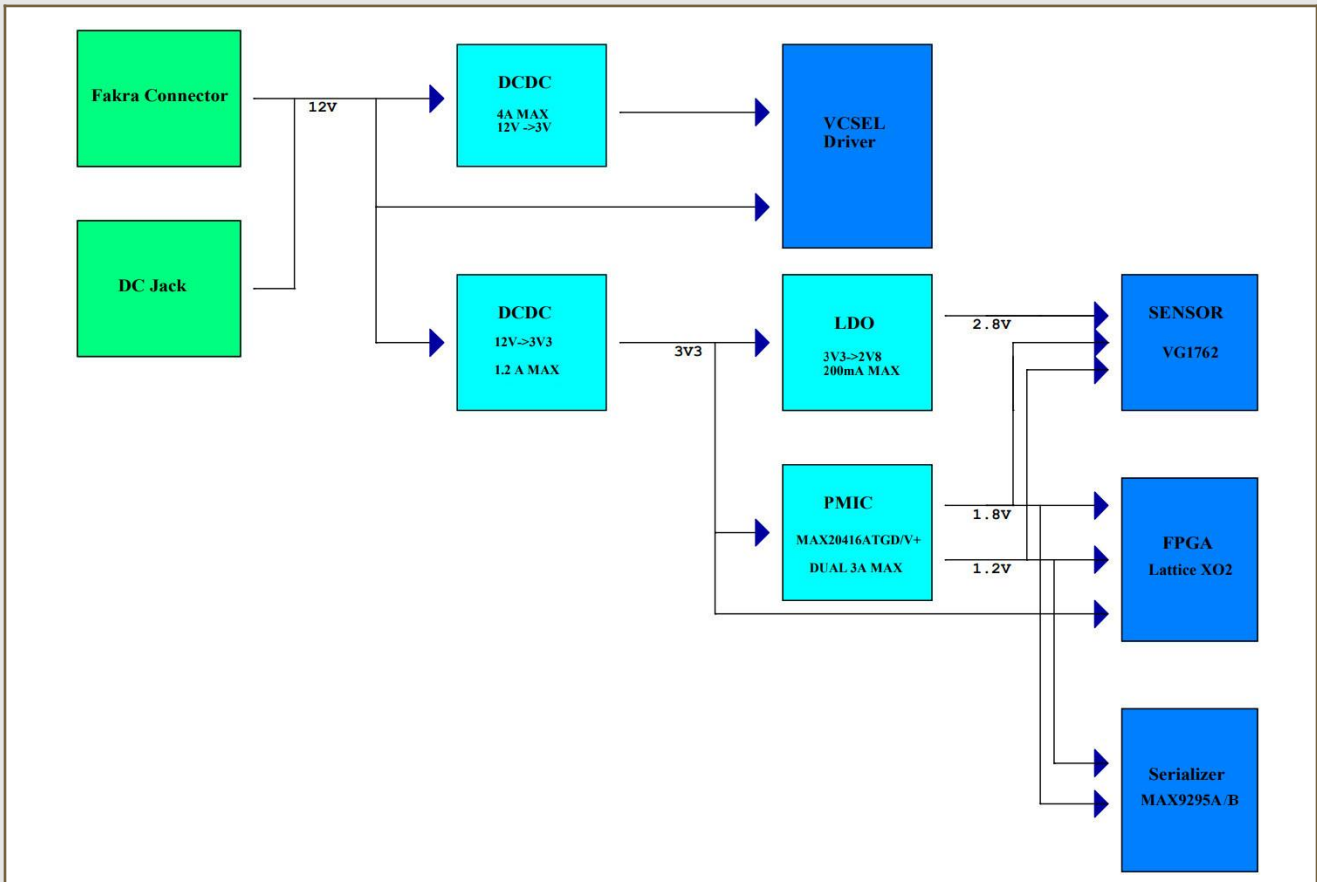 Fakra Connector
12V
DCDC
4A MAX
12V ->3V
VCSEL
Driver
DC Jack
DCDC
12V->3V3
1.2 A MAX
3V3
LDO
3V3->2V8
200mA MAX
2.8V
SENSOR
VG1762
PMIC
MAX20416ATGD/V+
DUAL 3A MAX
1.8V
1.2V
FPGA
Lattice XO2
Serializer
MAX9295A/B